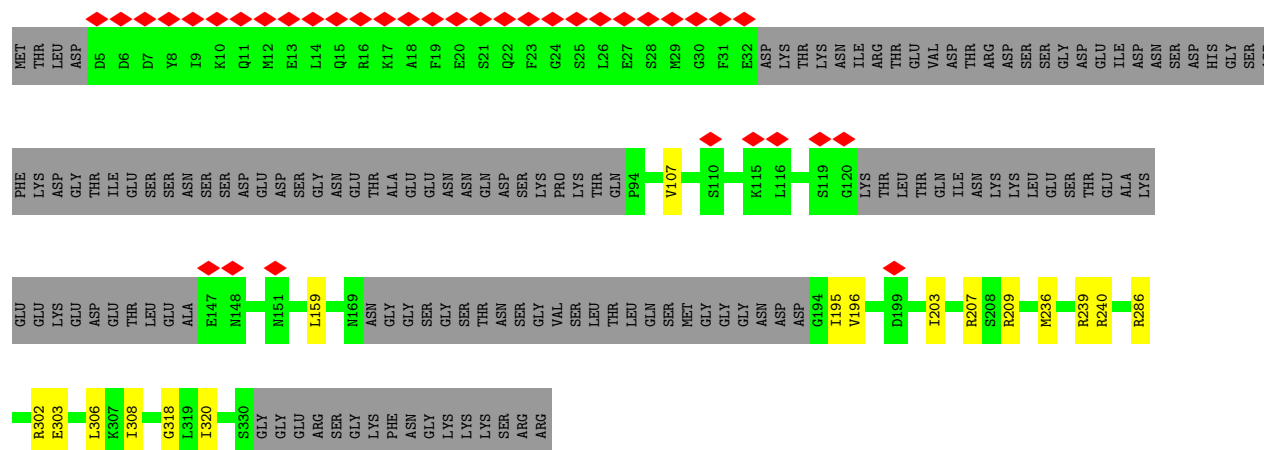 MET THR LEU ASP D5 D6 D7 Y8 I9 K10 Q11 M12 E13 L14 Q15 R16 K17 A18 F19 E20 S21 Q22 F23 G24 S25 L26 E27 S28 M29 G30 F31 E32 ASP LYS THR LYS ASN ILE ARG THR GLU VAL ASP THR ARG ASP SER SER GLY ASP GLU ILE ASP ASN SER ASP HIS GLY SER
PHE LYS ASP GLY THR ILE GLU SER SER ASN SER SER ASP GLU ASP SER GLY ASN GLU THR ALA GLU GLU ASN ASN GLN ASP SER LYS PRO LYS THR GLN P94 V107 S110 K115 L116 S119 G120 LYS THR LEU THR GLN ILE ASN LYS LYS LEU GLU SER THR GLU ALA LYS
GLU GLU LYS GLU ASP GLU THR LEU GLU ALA E147 N148 N151 L159 N169 ASN GLY GLY SER GLY SER THR ASN SER GLY VAL SER LEU THR LEU GLN SER MET GLY GLY GLY ASN ASP ASP G194 I195 V196 D199 I203 R207 S208 R209 M236 R239 R240 R286
R302 E303 L306 K307 I308 G318 L319 I320 S330 GLY GLY GLU ARG SER GLY LYS PHE ASN GLY LYS LYS LYS SER ARG ARG